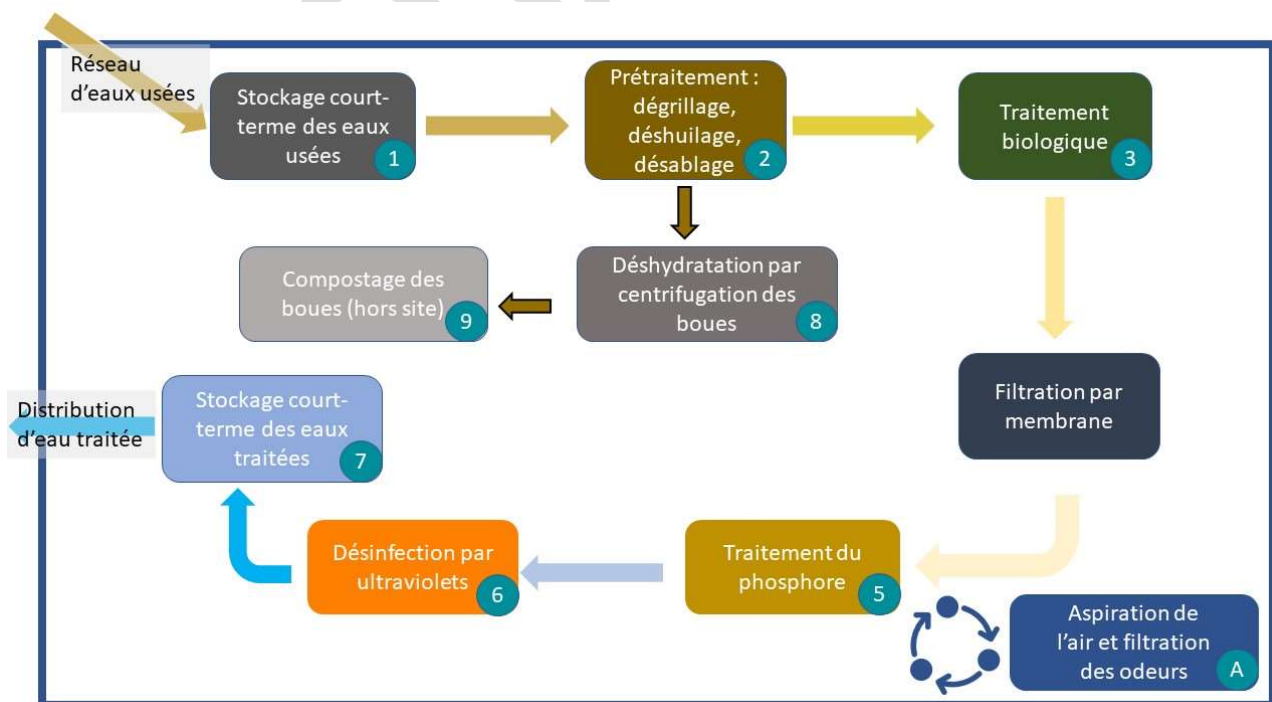 Réseau
d'eaux usées
Stockage court-
terme des eaux
usées
1
Prétraitement :
dégrillage,
déshuilage,
désablage
2
Traitement
biologique
3
Compostage des
boues (hors site)
9
Déshydratation par
centrifugation des
boues
8
Distribution
d'eau traitée
Stockage court-
terme des eaux
traitées
7
Filtration par
membrane
Désinfection par
ultraviolets
6
Traitement du
phosphore
5
Aspiration de
l'air et filtration
des odeurs
A